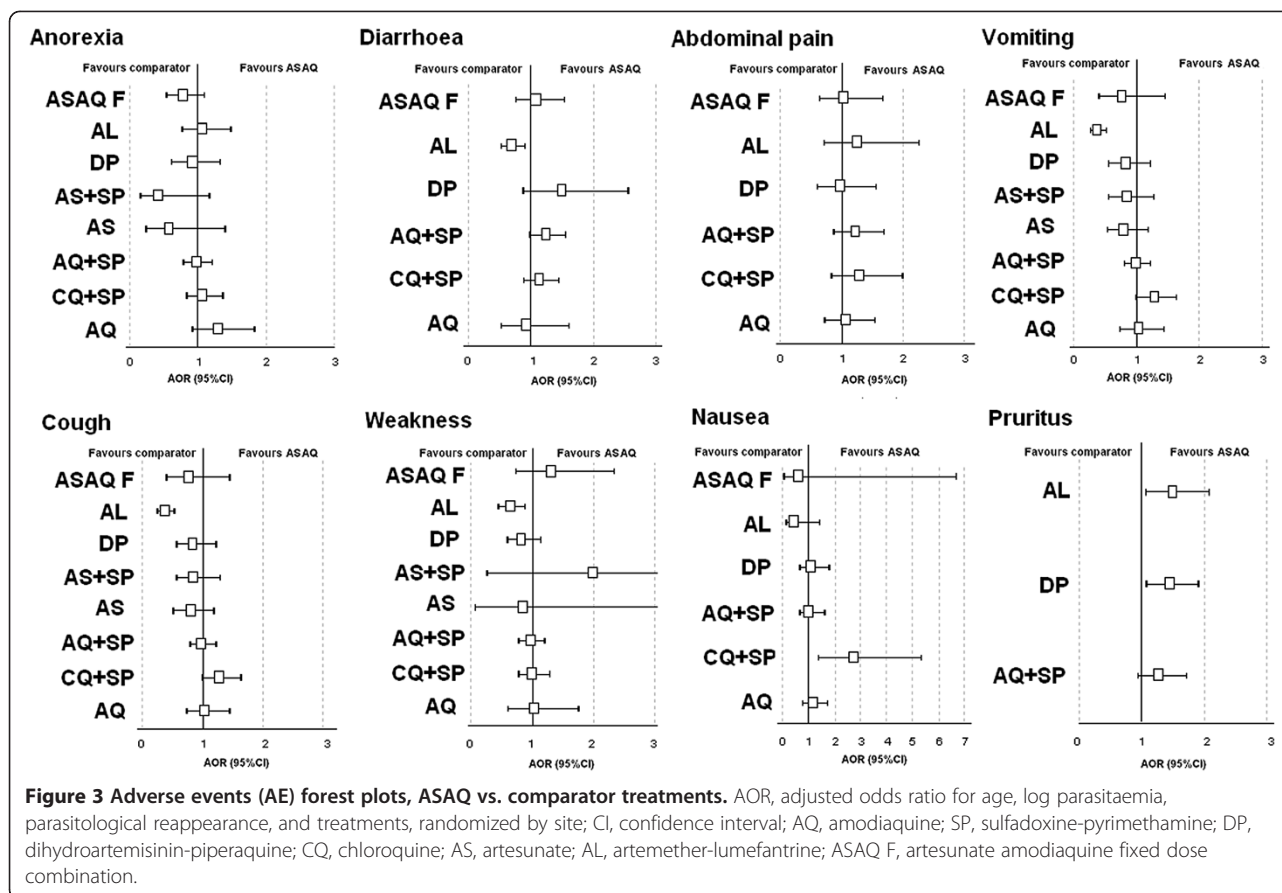 Anorexia
Favours comparator Favours ASAQ
ASAQ F
AL
DP
AS+SP
AS
AQ+SP
CQ+SP
AQ
0 1 2 3
AOR (95%CI)
Diarrhoea
Favours comparator Favours ASAQ
ASAQ F
AL
DP
AQ+SP
CQ+SP
AQ
0 1 2 3
AOR (95%CI)
Abdominal pain
Favours comparator Favours ASAQ
ASAQ F
AL
DP
AQ+SP
CQ+SP
AQ
0 1 2 3
Vomiting
Favours comparator Favours ASAQ
ASAQ F
AL
DP
AS+SP
AS
AQ+SP
CQ+SP
AQ
0 1 2 3
AOR (95%CI)
Cough
Favours comparator Favours ASAQ
ASAQ F
AL
DP
AS+SP
AS
AQ+SP
CQ+SP
AQ
0 1 2 3
AOR (95%CI)
Weakness
Favours comparator Favours ASAQ
ASAQ F
AL
DP
AS+SP
AS
AQ+SP
CQ+SP
AQ
0 1 2 3
AOR (95%CI)
Nausea
Favours comparator Favours ASAQ
ASAQ F
AL
DP
AQ+SP
CQ+SP
AQ
0 1 2 3 4 5 6 7
AOR (95%CI)
Pruritus
Favours comparator Favours ASAQ
AL
DP
AQ+SP
0 1 2 3
AOR (95%CI)
Figure 3 Adverse events (AE) forest plots, ASAQ vs. comparator treatments. AOR, adjusted odds ratio for age, log parasitaemia,
parasitological reappearance, and treatments, randomized by site; CI, confidence interval; AQ, amodiaquine; SP, sulfadoxine-pyrimethamine; DP,
dihydroartemisinin-piperaquine; CQ, chloroquine; AS, artesunate; AL, artemether-lumefantrine; ASAQ F, artesunate amodiaquine fixed dose
combination.